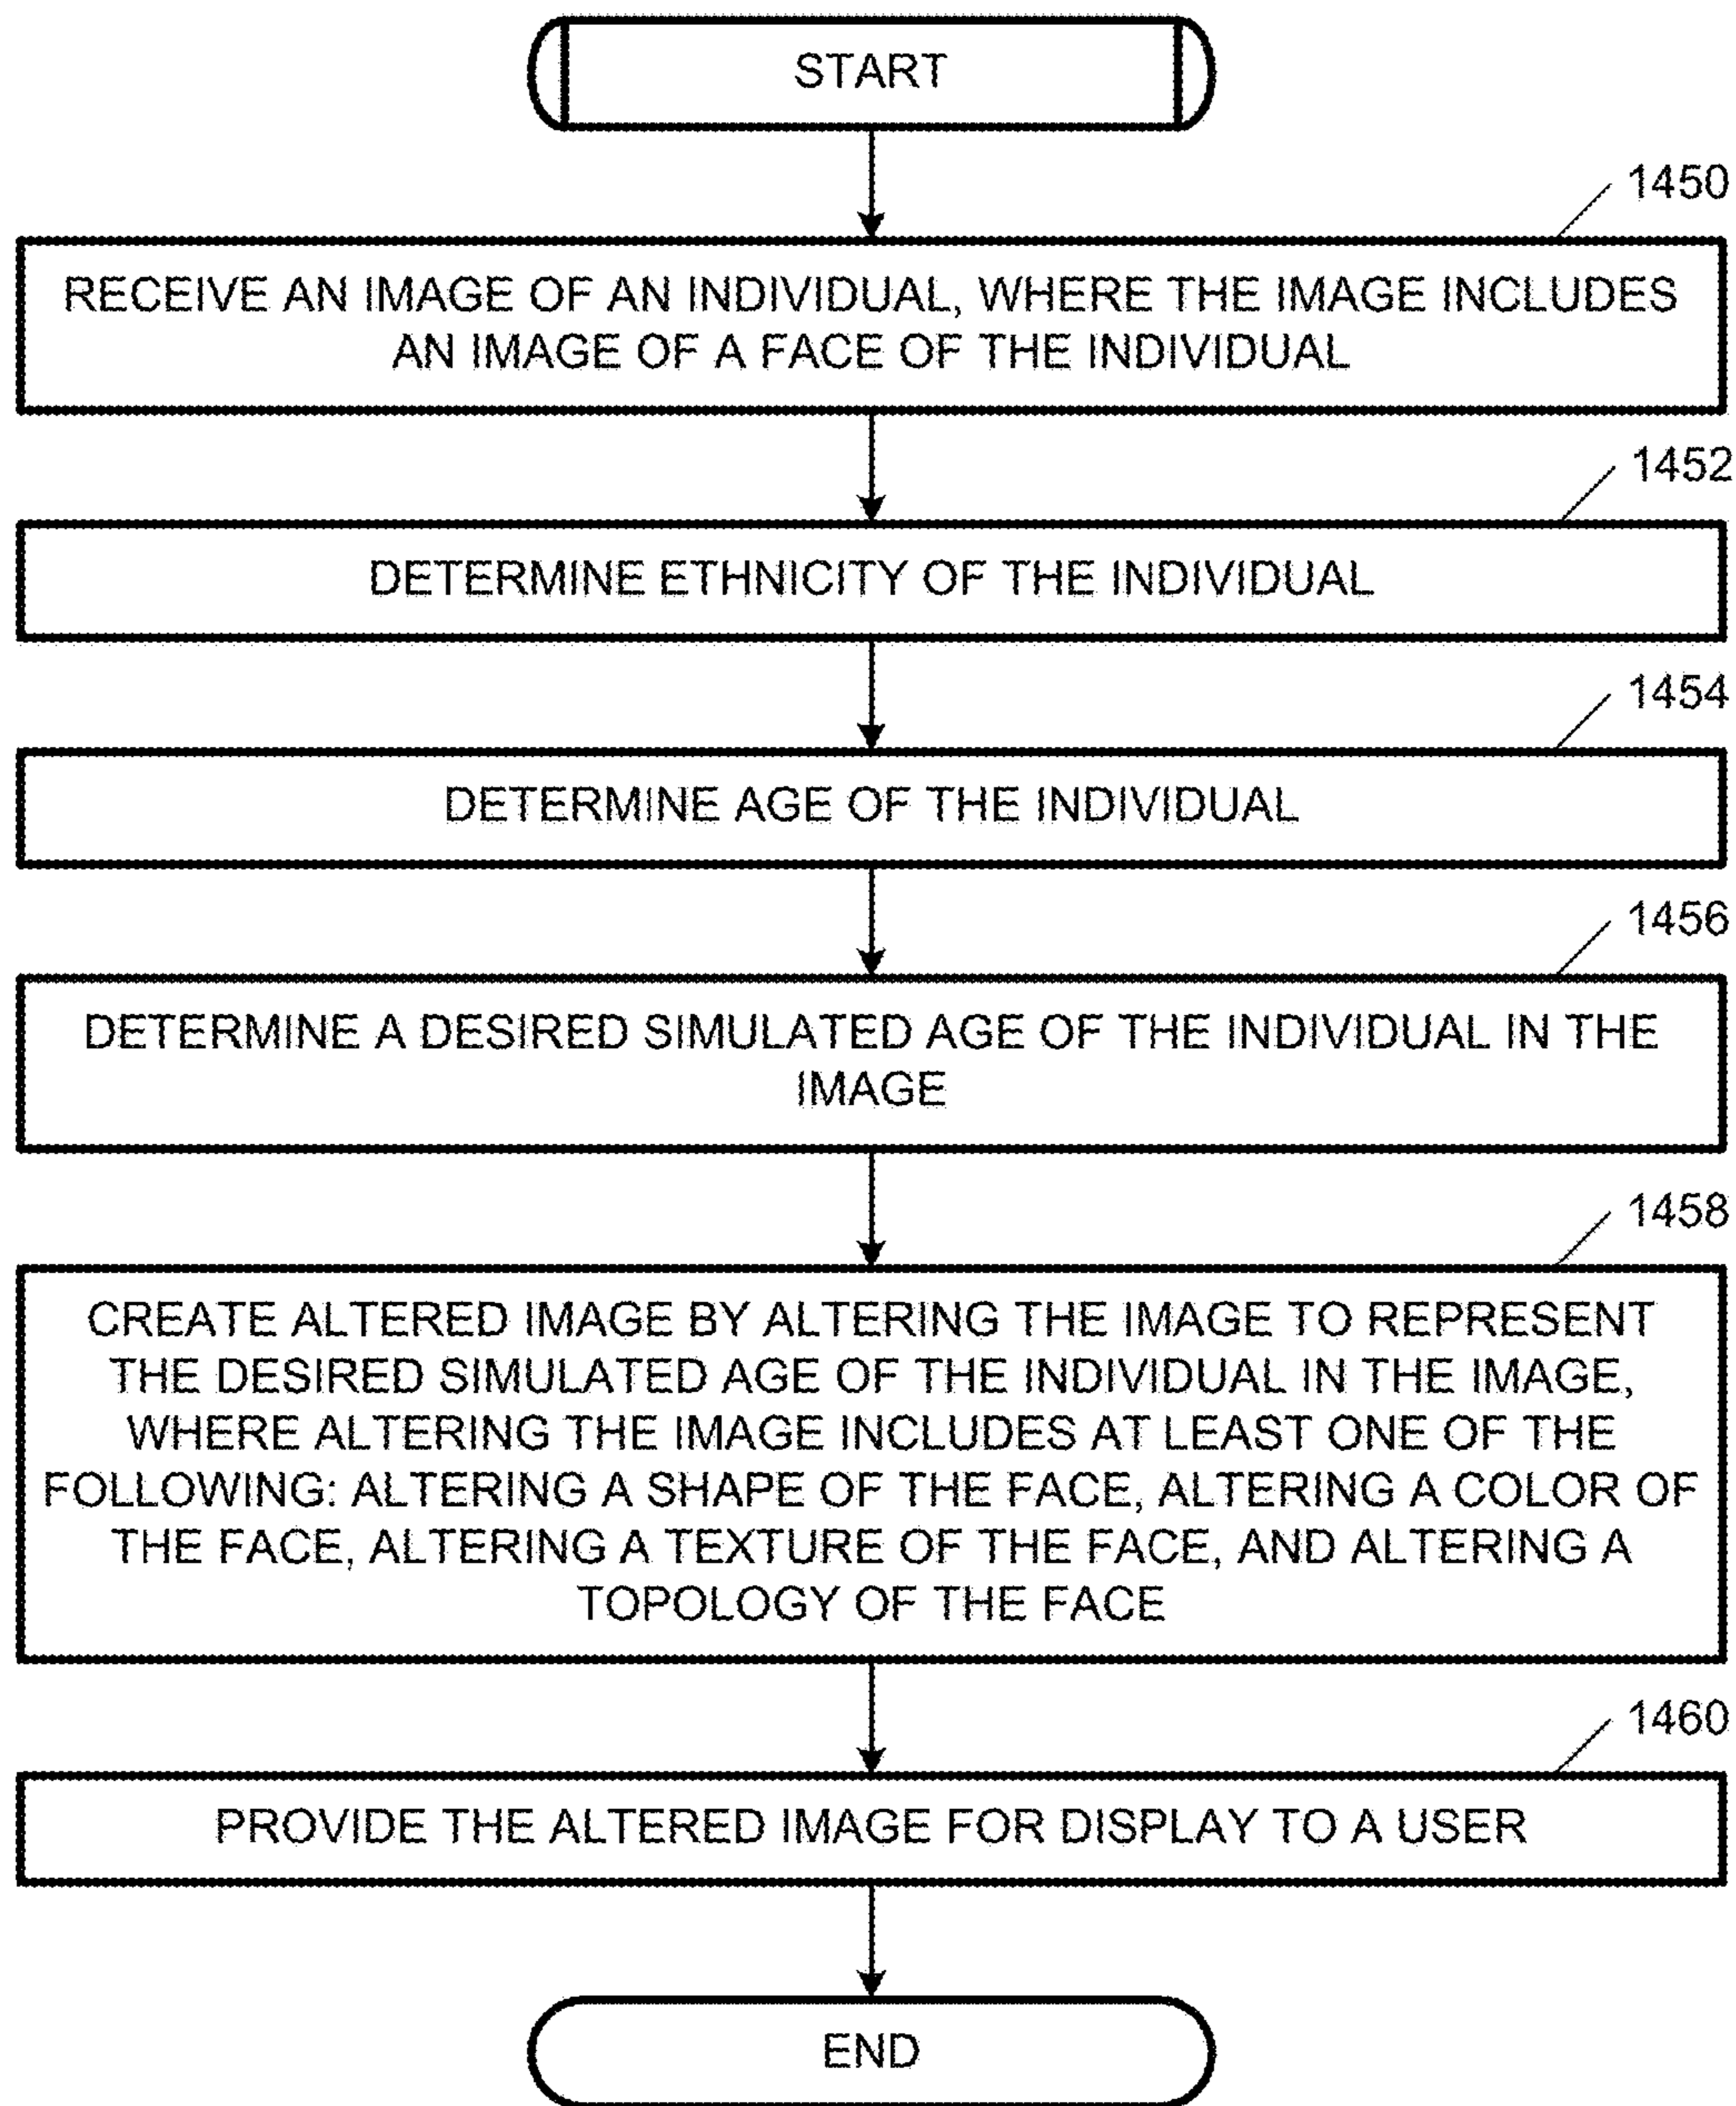 START
1450
RECEIVE AN IMAGE OF AN INDIVIDUAL, WHERE THE IMAGE INCLUDES
AN IMAGE OF A FACE OF THE INDIVIDUAL
1452
DETERMINE ETHNICITY OF THE INDIVIDUAL
1454
DETERMINE AGE OF THE INDIVIDUAL
1456
DETERMINE A DESIRED SIMULATED AGE OF THE INDIVIDUAL IN THE
IMAGE
1458
CREATE ALTERED IMAGE BY ALTERING THE IMAGE TO REPRESENT
THE DESIRED SIMULATED AGE OF THE INDIVIDUAL IN THE IMAGE,
WHERE ALTERING THE IMAGE INCLUDES AT LEAST ONE OF THE
FOLLOWING: ALTERING A SHAPE OF THE FACE, ALTERING A COLOR OF
THE FACE, ALTERING A TEXTURE OF THE FACE, AND ALTERING A
TOPOLOGY OF THE FACE
1460
PROVIDE THE ALTERED IMAGE FOR DISPLAY TO A USER
END